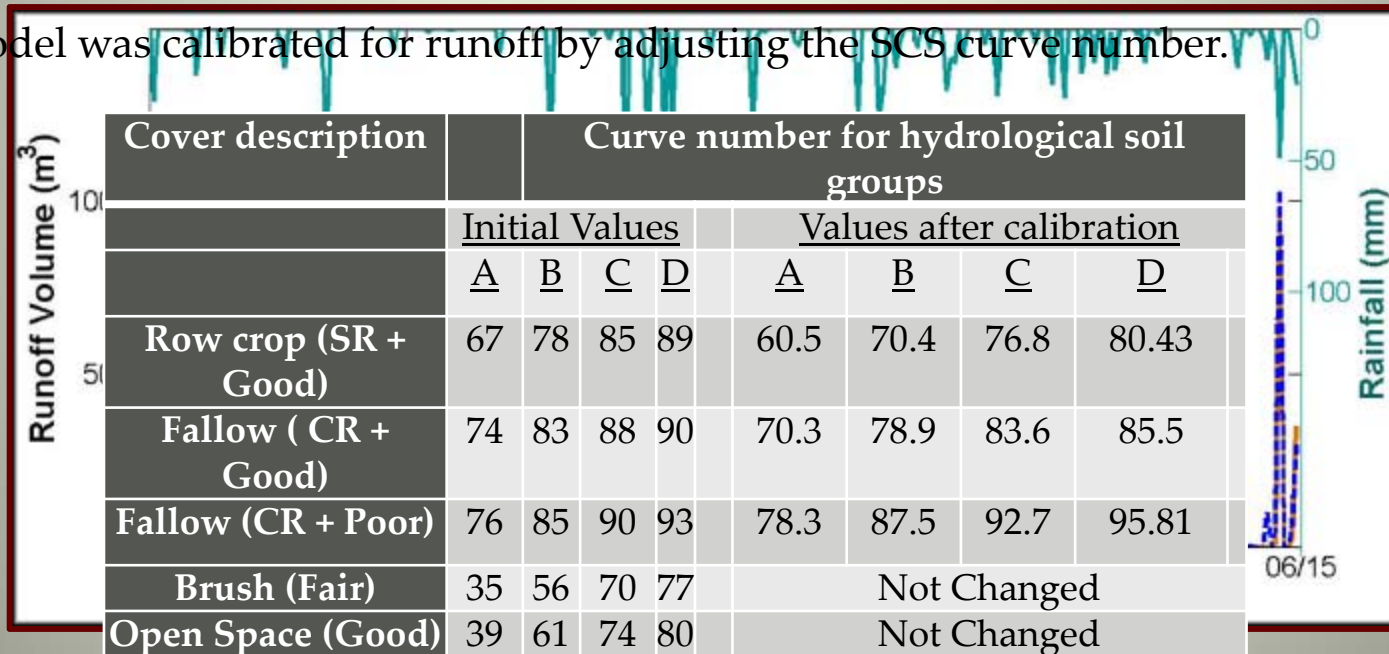 del was calibrated for runoff by adjusting the SCS curve number.
Cover description Curve number for hydrological soil
groups
Initial Values Values after calibration
A B C D A B C D
Row crop (SR + 67 78 85 89 60.5 70.4 76.8 80.43
Good)
Fallow ( CR + 74 83 88 90 70.3 78.9 83.6 85.5
Good)
Fallow (CR + Poor) 76 85 90 93 78.3 87.5 92.7 95.81
Brush (Fair) 35 56 70 77 Not Changed
Open Space (Good) 39 61 74 80 Not Changed
Runoff Volume (m³)
0
50
100
Rainfall (mm)
06/15